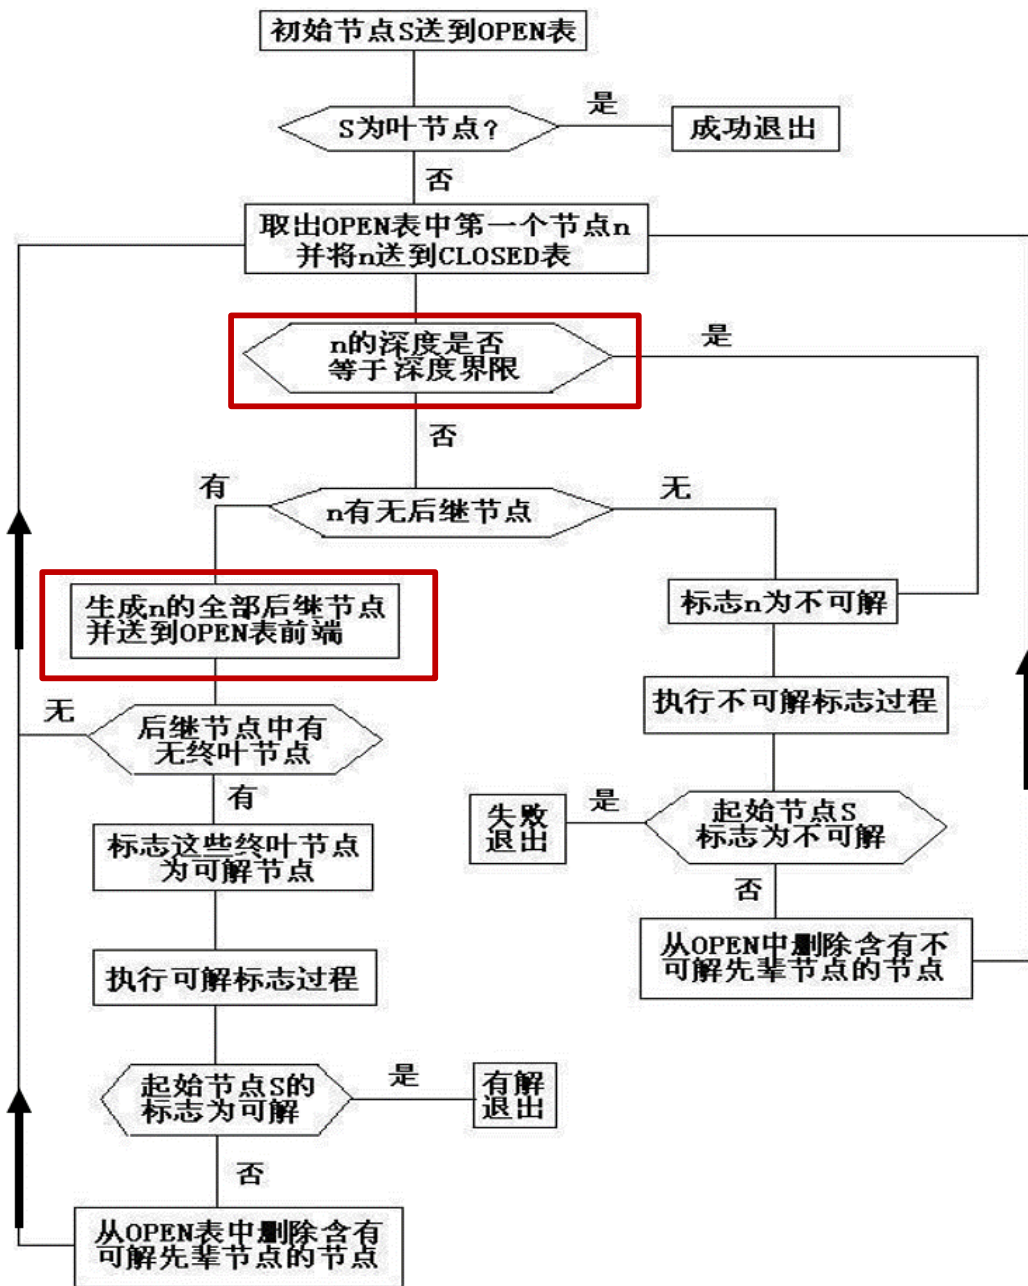 初始节点S送到OPEN表
S为叶节点?
是
成功退出
否
取出OPEN表中第一个节点n
并将n送到CLOSED表
n的深度是否
等于深度界限
是
否
有
n有无后继节点
无
生成n的全部后继节点
并送到OPEN表前端
标志n为不可解
无
后继节点中有
无终叶节点
执行不可解标志过程
有
失败
退出
是
起始节点S
标志为不可解
标志这些终叶节点
为可解节点
否
从OPEN中删除含有不
可解先辈节点的节点
执行可解标志过程
起始节点S的
标志为可解
是
有解
退出
否
从OPEN表中删除含有
可解先辈节点的节点